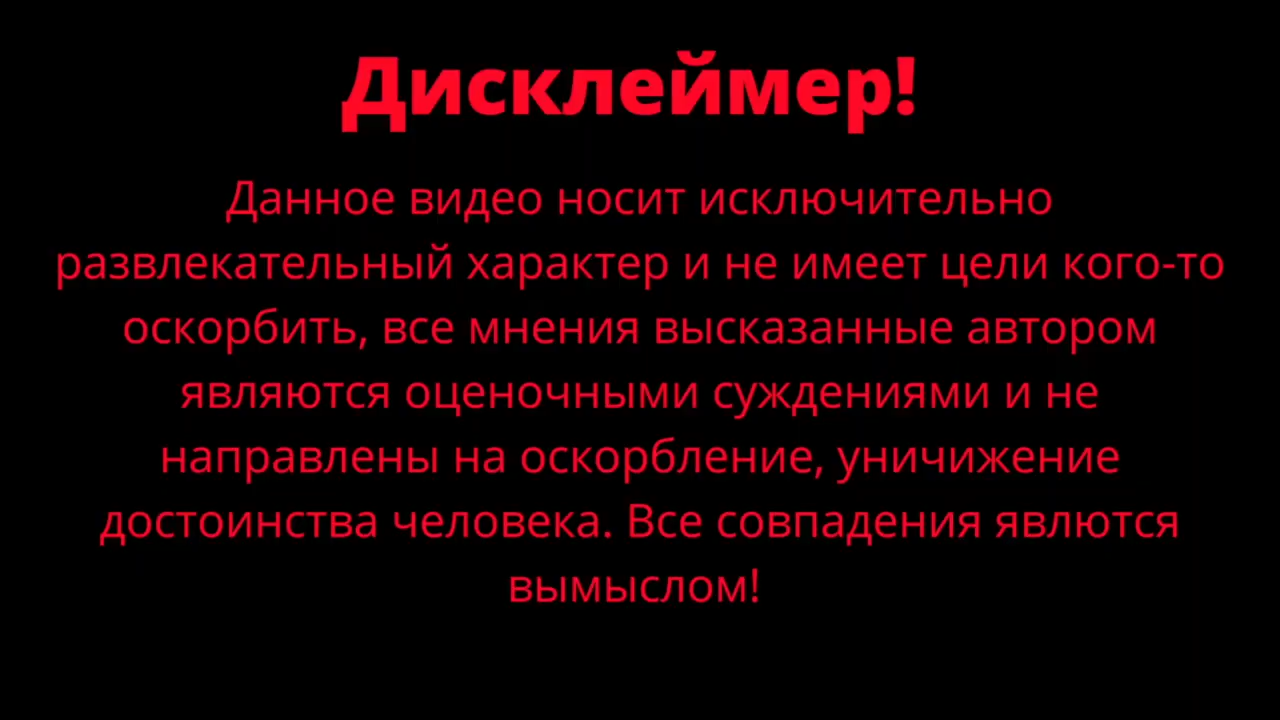 Дисклеймер!
Данное видео носит исключительно
развлекательный характер и не имеет цели кого-то
оскорбить, все мнения высказанные автором
являются оценочными суждениями и не
направлены на оскорбление, уничижение
достоинства человека. Все совпадения явлются
вымыслом!